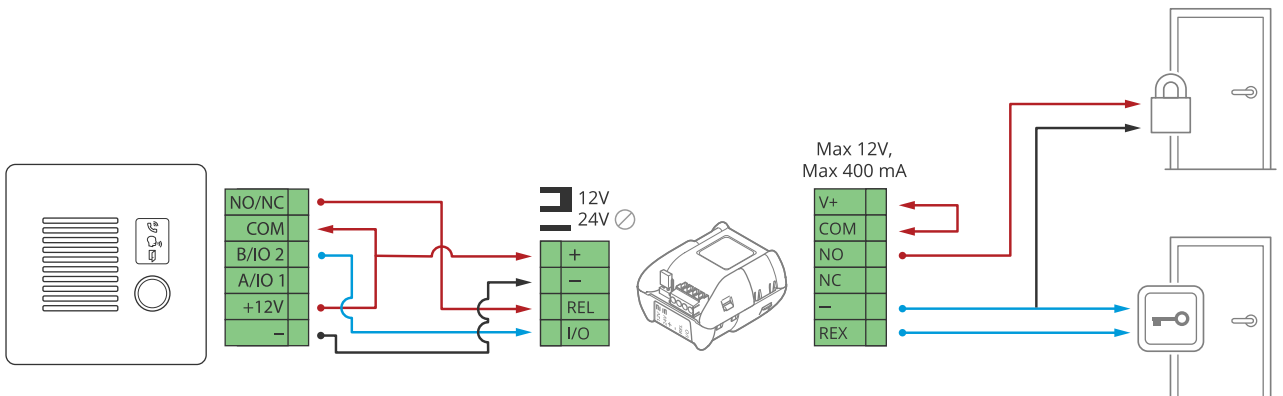 NO/NC
COM
B/IO 2
A/IO 1
+12V
–
12V
24V
+
–
REL
I/O
Max 12V,
Max 400 mA
V+
COM
NO
NC
–
REX